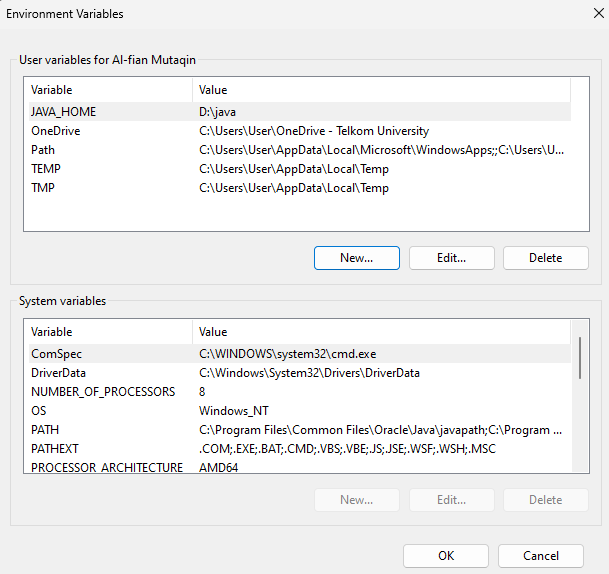 Environment Variables
User variables for Al-fian Mutaqin
Variable Value
JAVA_HOME D:\java
OneDrive C:\Users\User\OneDrive - Telkom University
Path C:\Users\User\AppData\Local\Microsoft\WindowsApps;;C:\Users\U...
TEMP C:\Users\User\AppData\Local\Temp
TMP C:\Users\User\AppData\Local\Temp
New... Edit... Delete
System variables
Variable Value
ComSpec C:\WINDOWS\system32\cmd.exe
DriverData C:\Windows\System32\Drivers\DriverData
NUMBER_OF_PROCESSORS 8
OS Windows_NT
PATH C:\Program Files\Common Files\Oracle\Java\javapath;C:\Program ...
PATHEXT .COM;.EXE;.BAT;.CMD;.VBS;.VBE;.JS;.JSE;.WSF;.WSH;.MSC
PROCESSOR_ARCHITECTURE AMD64
New... Edit... Delete
OK Cancel